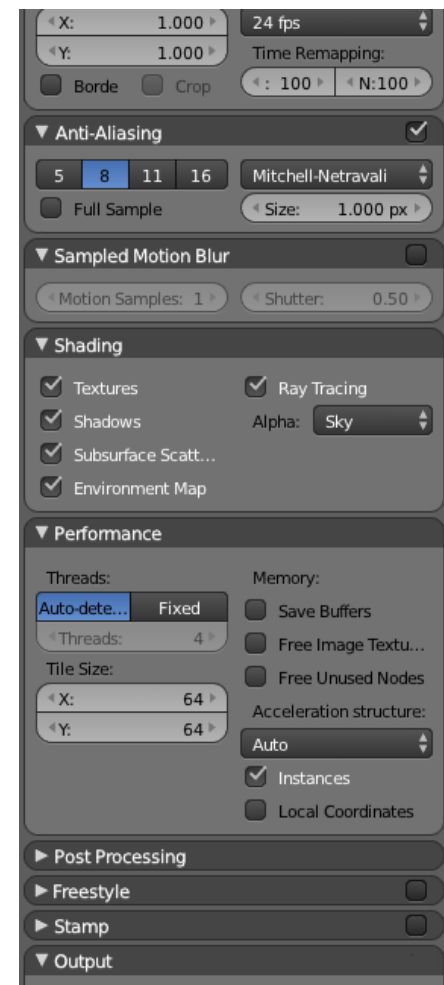 X: 1.000
24 fps
Y: 1.000
Time Remapping:
Borde
Crop
: 100
N:100
Anti-Aliasing
5
8
11
16
Mitchell-Netravali
Full Sample
Size: 1.000 px
Sampled Motion Blur
Motion Samples: 1
Shutter: 0.50
Shading
Textures
Ray Tracing
Shadows
Alpha:
Sky
Subsurface Scatt...
Environment Map
Performance
Threads:
Memory:
Auto-dete...
Fixed
Save Buffers
Threads: 4
Free Image Textu...
Tile Size:
Free Unused Nodes
X: 64
Acceleration structure:
Y: 64
Auto
Instances
Local Coordinates
Post Processing
Freestyle
Stamp
Output